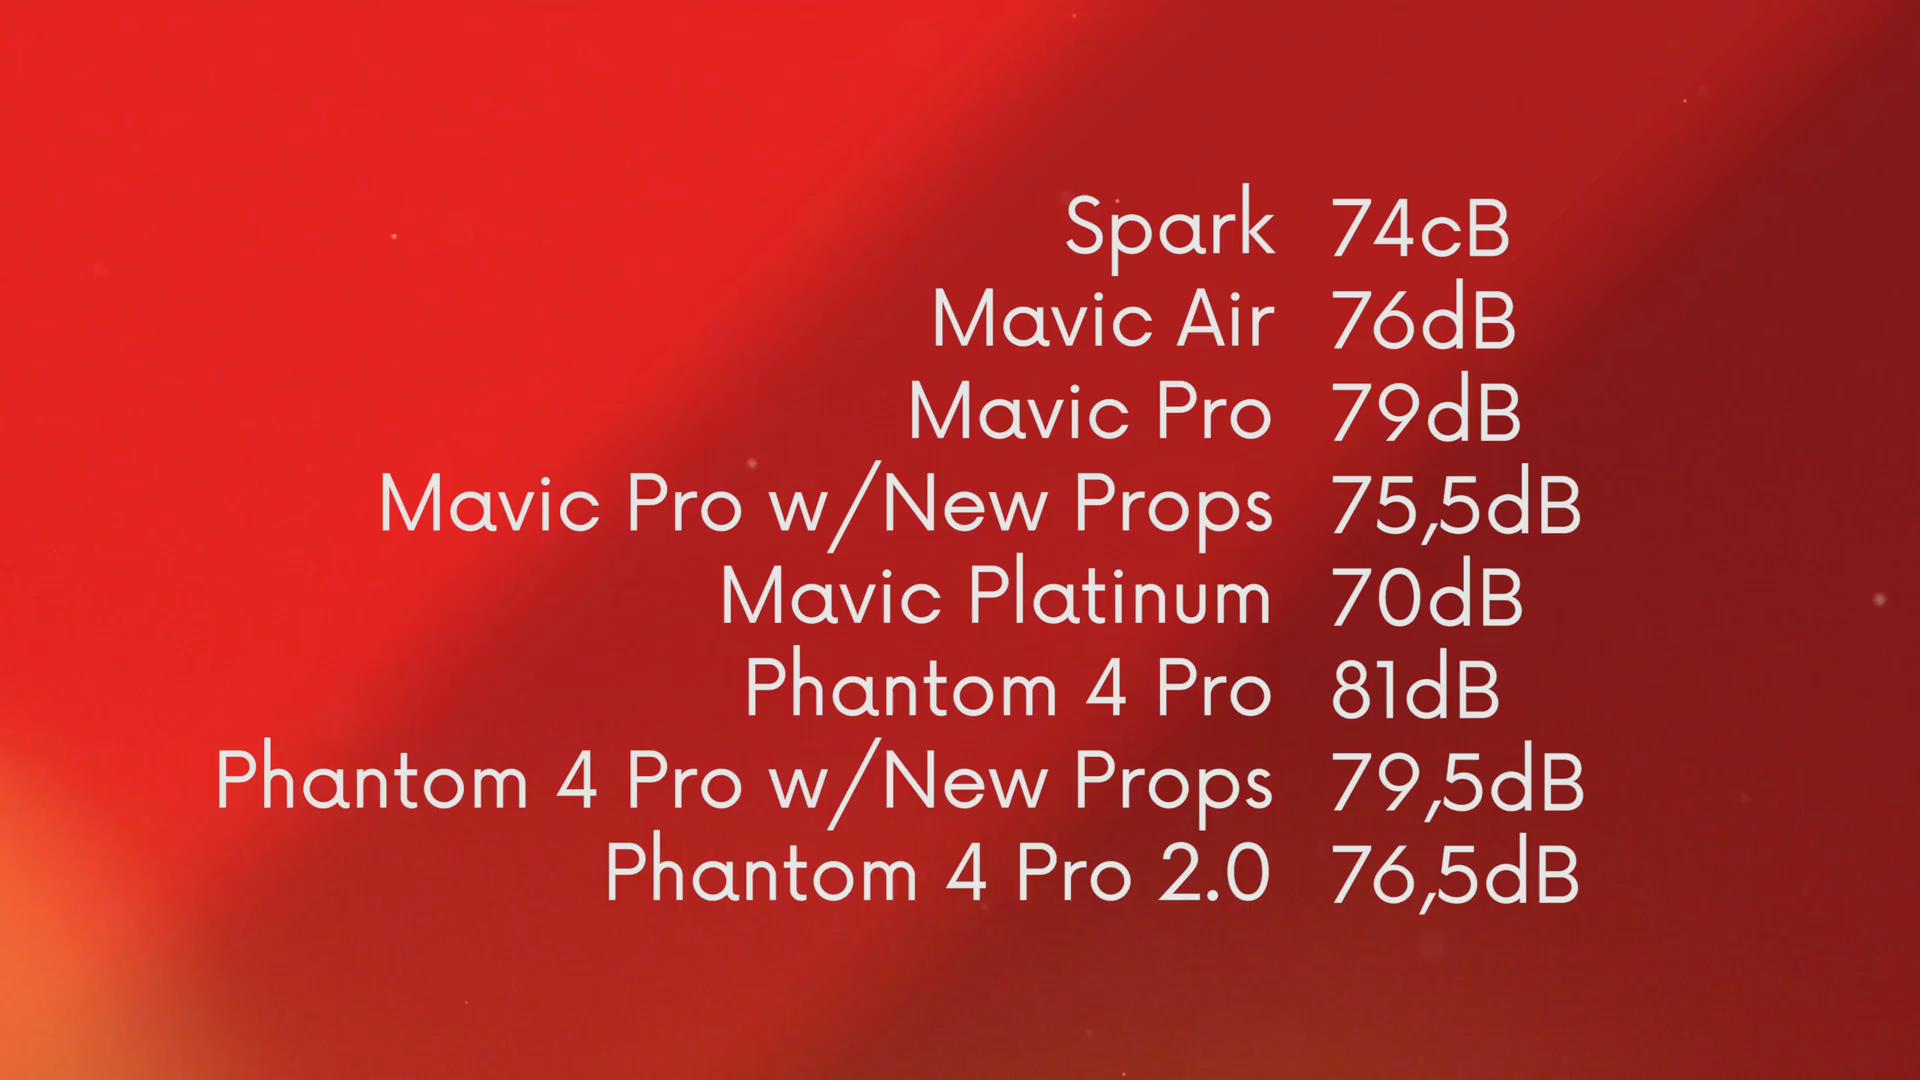 Spark 74cB
Mavic Air 76dB
Mavic Pro 79dB
Mavic Pro w/New Props 75,5dB
Mavic Platinum 70dB
Phantom 4 Pro 81dB
Phantom 4 Pro w/New Props 79,5dB
Phantom 4 Pro 2.0 76,5dB